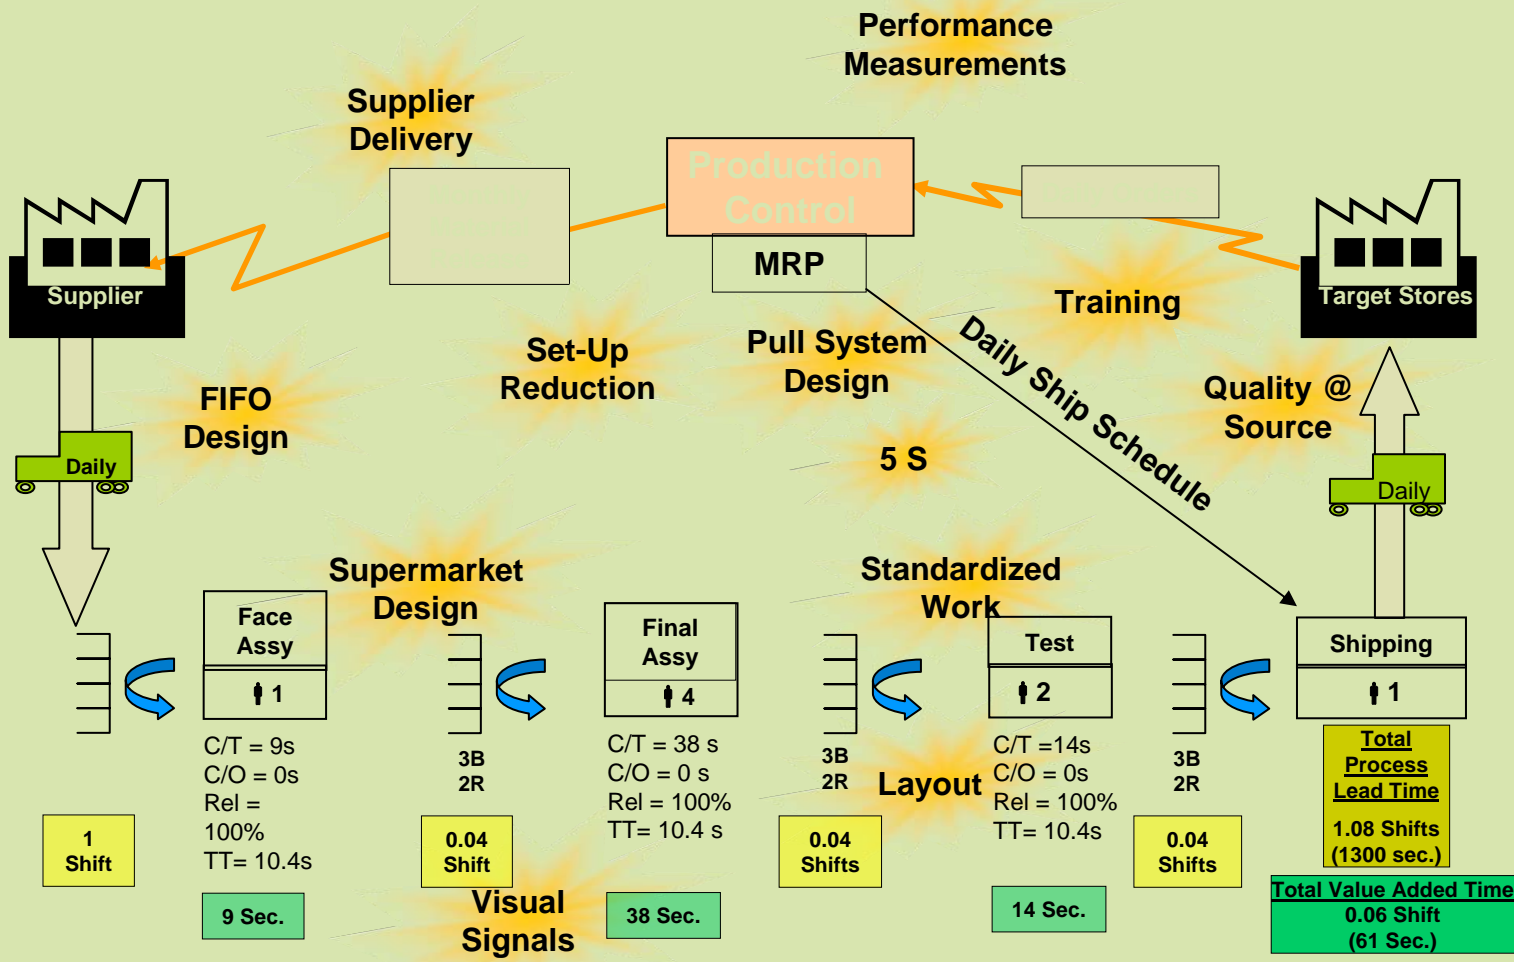 Performance
Measurements
Supplier
Delivery
Production
Control
MRP
Supplier
Target Stores
Training
Daily Ship Schedule
Set-Up
Reduction
Pull System
Design
FIFO
Design
Quality @
Source
5 S
Daily
Daily
Supermarket
Design
Standardized
Work
Face
Assy
1
Final
Assy
4
Test
2
Shipping
1
C/T = 9s
C/O = 0s
Rel =
100%
TT= 10.4s
3B
2R
C/T = 38 s
C/O = 0 s
Rel = 100%
TT= 10.4 s
3B
2R
Layout
C/T =14s
C/O = 0s
Rel = 100%
TT= 10.4s
3B
2R
Total
Process
Lead Time
1.08 Shifts
(1300 sec.)
1
Shift
0.04
Shift
0.04
Shifts
0.04
Shifts
9 Sec.
Visual
Signals
38 Sec.
14 Sec.
Total Value Added Time
0.06 Shift
(61 Sec.)